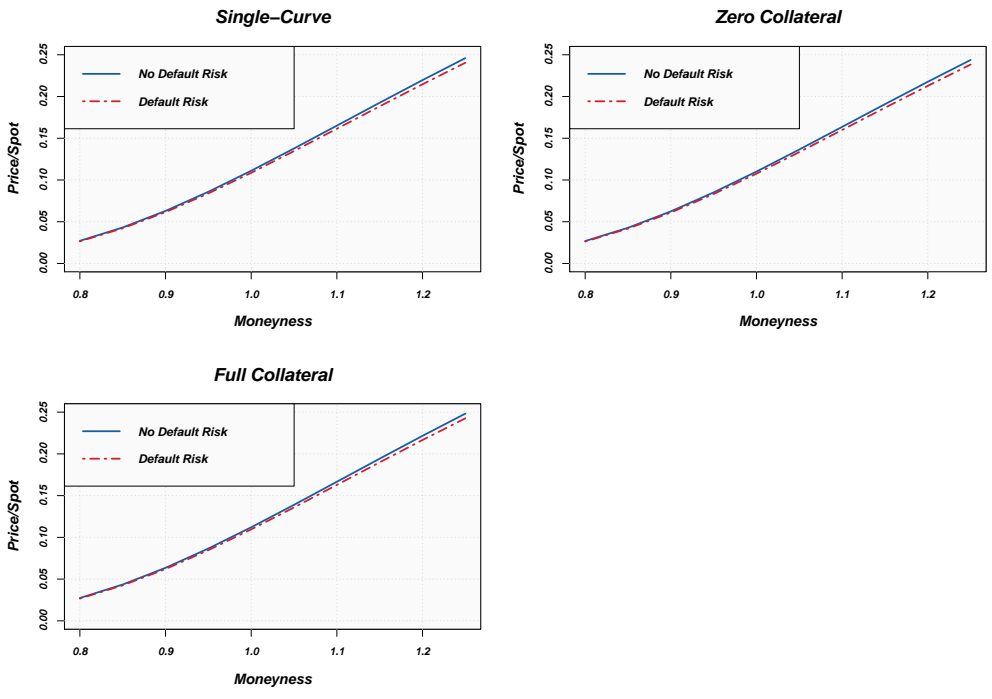 Single–Curve
Price/Spot
0.25
0.20
0.15
0.10
0.05
0.00
No Default Risk
Default Risk
0.8 0.9 1.0 1.1 1.2
Moneyness
Zero Collateral
Price/Spot
0.25
0.20
0.15
0.10
0.05
0.00
No Default Risk
Default Risk
0.8 0.9 1.0 1.1 1.2
Moneyness
Full Collateral
Price/Spot
0.25
0.20
0.15
0.10
0.05
0.00
No Default Risk
Default Risk
0.8 0.9 1.0 1.1 1.2
Moneyness